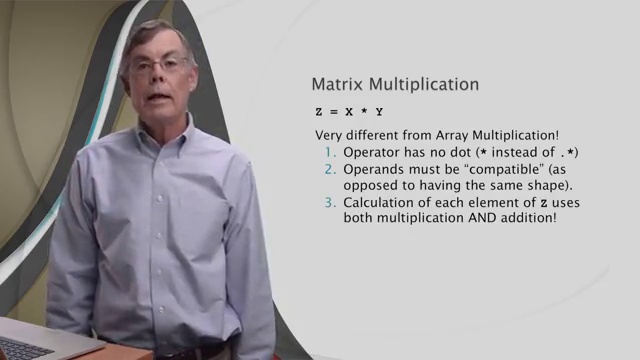 Matrix Multiplication
Z = X * Y
Very different from Array Multiplication!
1. Operator has no dot (* instead of .*)
2. Operands must be “compatible” (as
opposed to having the same shape).
3. Calculation of each element of Z uses
both multiplication AND addition!